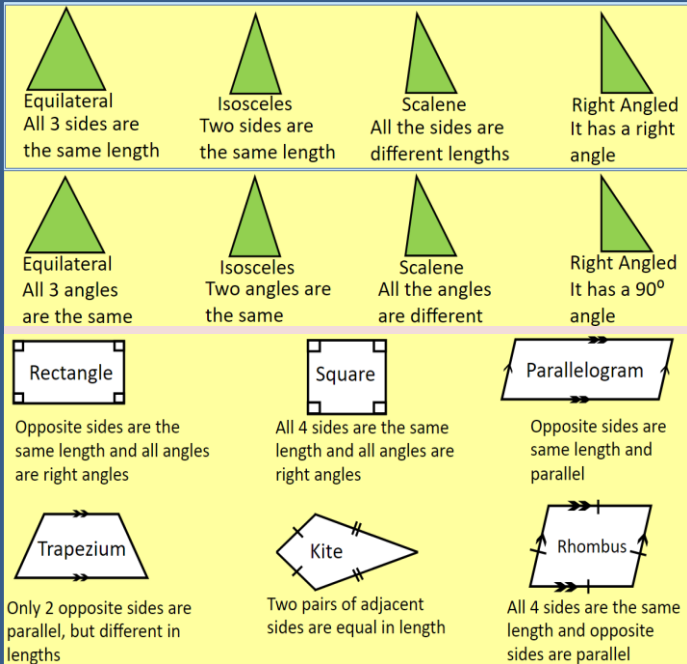 Equilateral
All 3 sides are
the same length
Isosceles
Two sides are
the same length
Scalene
All the sides are
different lengths
Right Angled
It has a right
angle
Equilateral
All 3 angles
are the same
Isosceles
Two angles are
the same
Scalene
All the angles
are different
Right Angled
It has a 90⁰
angle
Rectangle
Opposite sides are the
same length and all angles
are right angles
Square
All 4 sides are the same
length and all angles are
right angles
Parallelogram
Opposite sides are
same length and
parallel
Trapezium
Only 2 opposite sides are
parallel, but different in
lengths
Kite
Two pairs of adjacent
sides are equal in length
Rhombus
All 4 sides are the same
length and opposite
sides are parallel